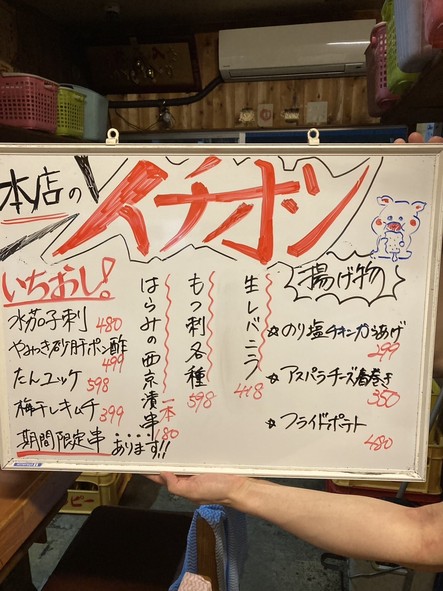 本店の
イチオシ
いちおし!
水茄子刺 480
やみつき砂肝ポン酢 499
たんユッケ 598
梅干しキムチ 399
期間限定串 あります!!
はらみの西京漬串 一本 180
もつ刺各種 598
生レバニラ 418
揚げ物
☆のり塩チキンからあげ 299
☆アスパラチーズ春巻き 350
☆フライドポテト 480